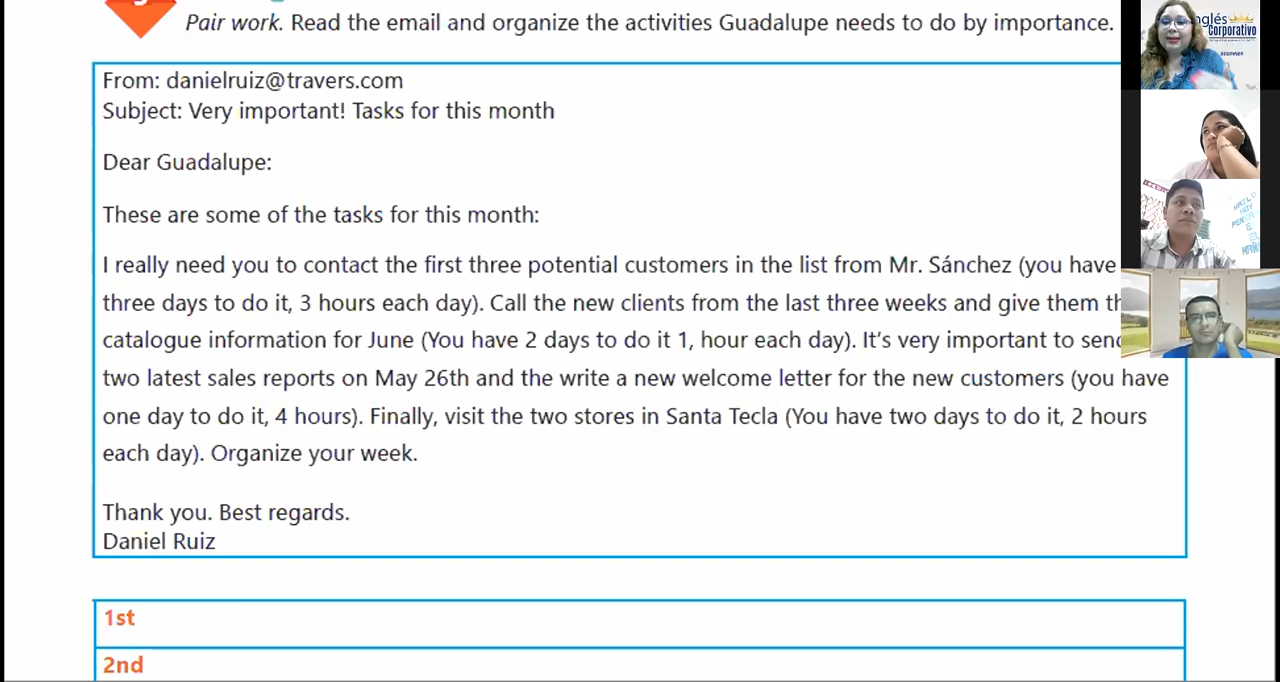 Pair work. Read the email and organize the activities Guadalupe needs to do by importance.
From: danielruiz@travers.com
Subject: Very important! Tasks for this month
Dear Guadalupe:
These are some of the tasks for this month:
I really need you to contact the first three potential customers in the list from Mr. Sánchez (you have
three days to do it, 3 hours each day). Call the new clients from the last three weeks and give them
catalogue information for June (You have 2 days to do it 1, hour each day). It's very important to
two latest sales reports on May 26th and the write a new welcome letter for the new customers (you have
one day to do it, 4 hours). Finally, visit the two stores in Santa Tecla (You have two days to do it, 2 hours
each day). Organize your week.
Thank you. Best regards.
Daniel Ruiz
1st
2nd
Corporativo
BEGINNER